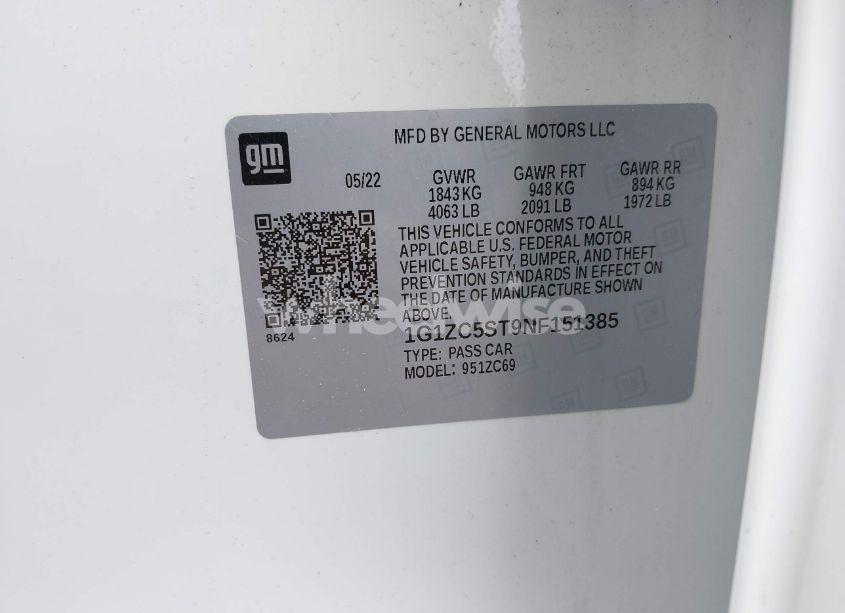 MFD BY GENERAL MOTORS LLC
gm
05/22
GVWR
1843 KG
4063 LB
GAWR FRT
948 KG
2091 LB
GAWR RR
894 KG
1972 LB
THIS VEHICLE CONFORMS TO ALL
APPLICABLE U.S. FEDERAL MOTOR
VEHICLE SAFETY, BUMPER, AND THEFT
PREVENTION STANDARDS IN EFFECT ON
THE DATE OF MANUFACTURE SHOWN
ABOVE.
8624
wheelwise
1G1ZC5ST9NF151385
TYPE: PASS CAR
MODEL: 951ZC69